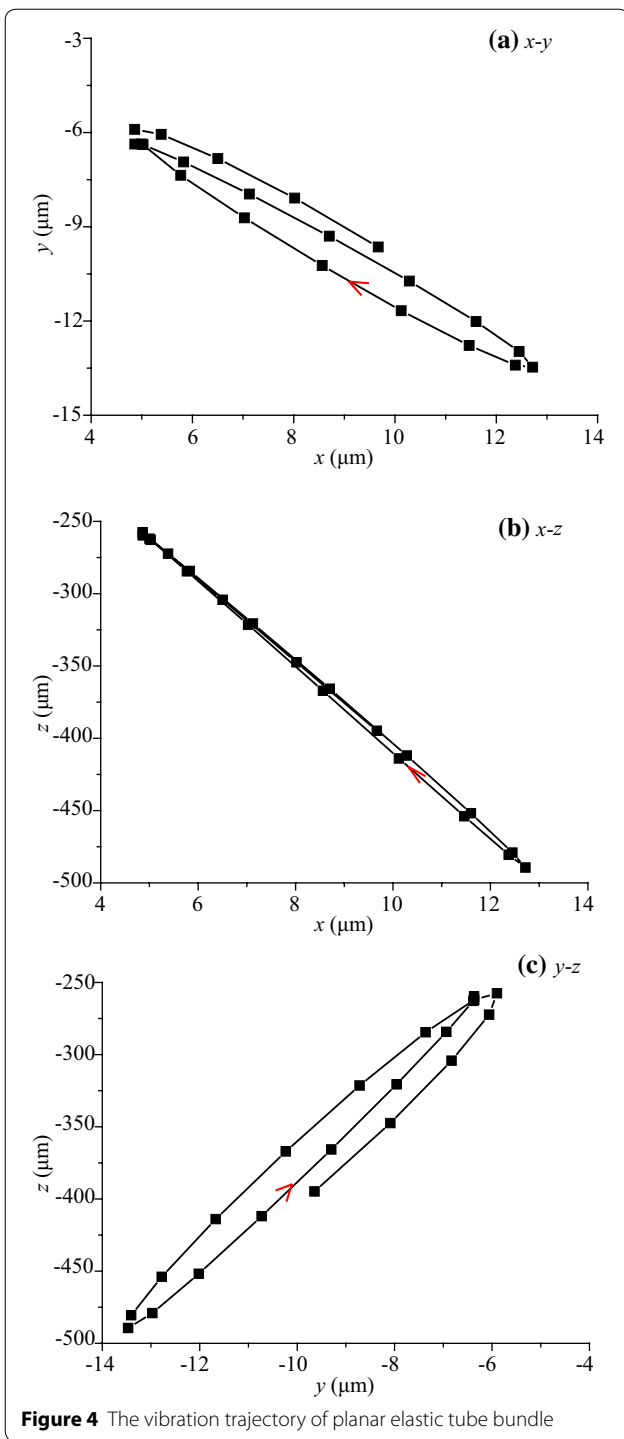 (a) x-y
-3
-6
-9
-12
-15
y (μm)
4 6 8 10 12 14
x (μm)
(b) x-z
-250
-300
-350
-400
-450
-500
z (μm)
4 6 8 10 12 14
x (μm)
(c) y-z
-250
-300
-350
-400
-450
-500
z (μm)
-14 -12 -10 -8 -6 -4
y (μm)
Figure 4 The vibration trajectory of planar elastic tube bundle